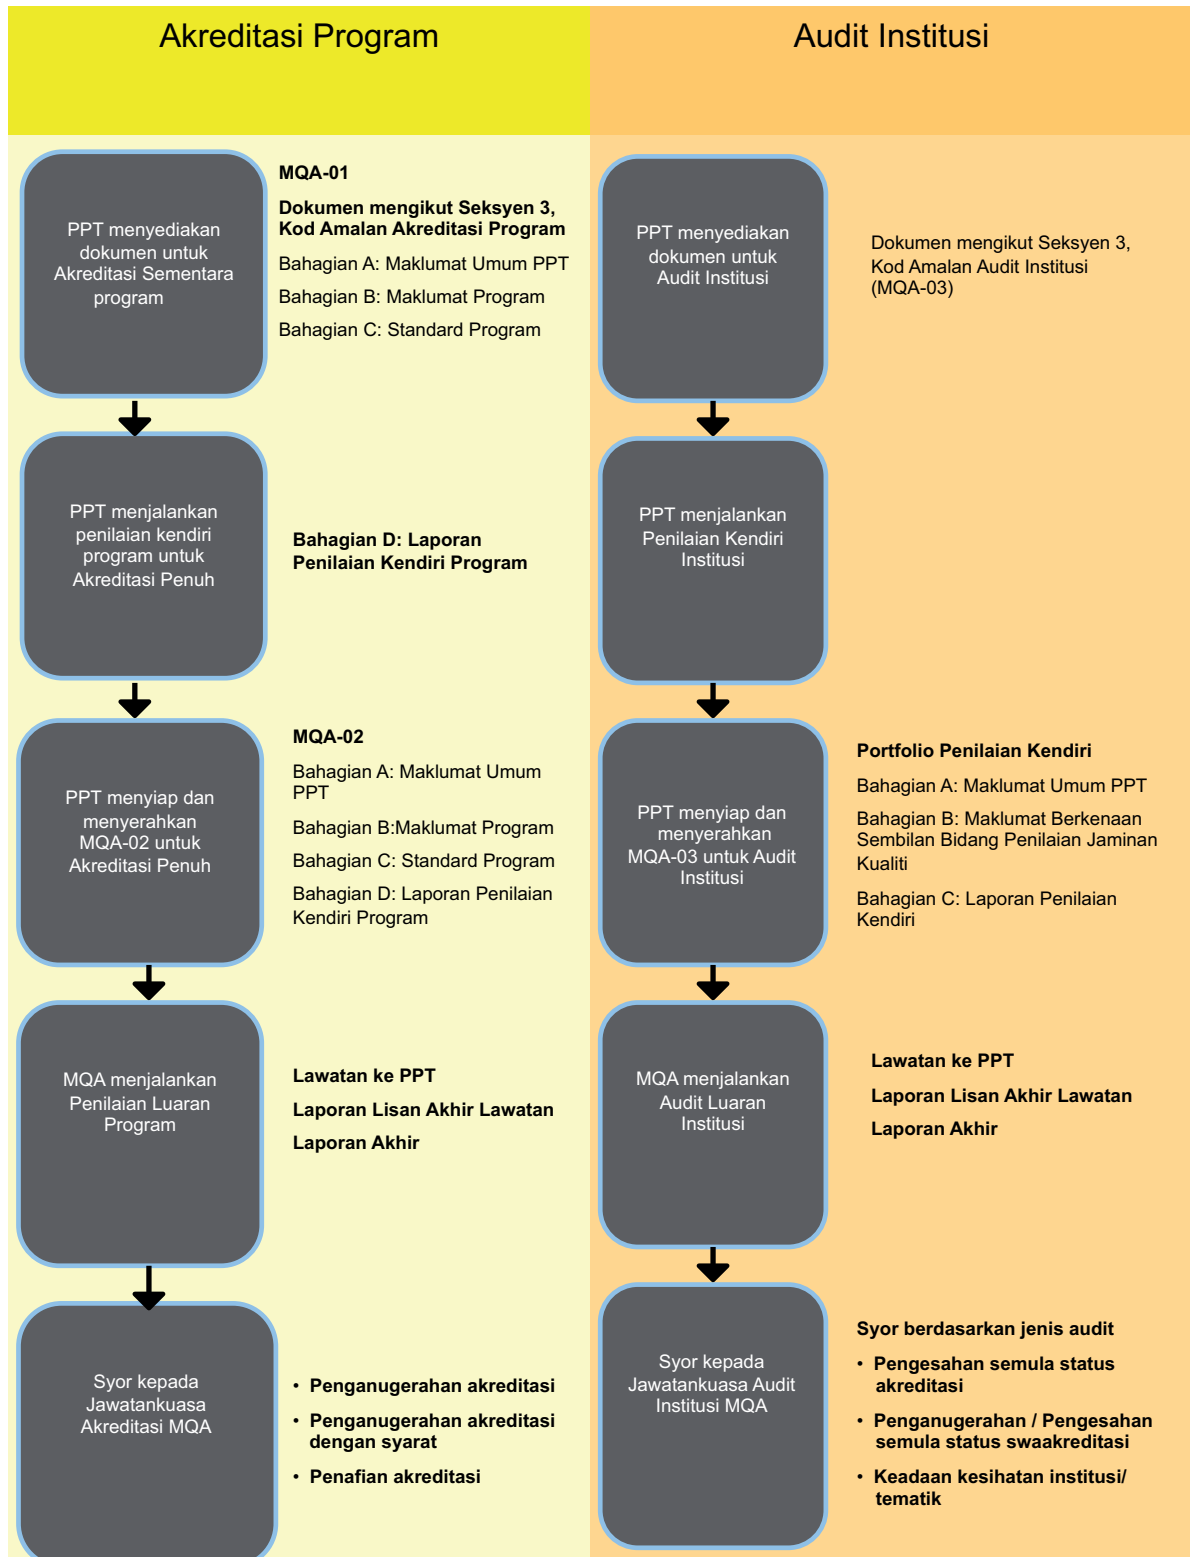 Akreditasi Program
PPT menyediakan
dokumen untuk
Akreditasi Sementara
program
MQA-01
Dokumen mengikut Seksyen 3,
Kod Amalan Akreditasi Program
Bahagian A: Maklumat Umum PPT
Bahagian B: Maklumat Program
Bahagian C: Standard Program
PPT menjalankan
penilaian kendiri
program untuk
Akreditasi Penuh
Bahagian D: Laporan
Penilaian Kendiri Program
PPT menyiap dan
menyerahkan
MQA-02 untuk
Akreditasi Penuh
MQA-02
Bahagian A: Maklumat Umum
PPT
Bahagian B:Maklumat Program
Bahagian C: Standard Program
Bahagian D: Laporan Penilaian
Kendiri Program
MQA menjalankan
Penilaian Luaran
Program
Lawatan ke PPT
Laporan Lisan Akhir Lawatan
Laporan Akhir
Syor kepada
Jawatankuasa
Akreditasi MQA
• Penganugerahan akreditasi
• Penganugerahan akreditasi
dengan syarat
• Penafian akreditasi
Audit Institusi
PPT menyediakan
dokumen untuk
Audit Institusi
Dokumen mengikut Seksyen 3,
Kod Amalan Audit Institusi
(MQA-03)
PPT menjalankan
Penilaian Kendiri
Institusi
PPT menyiap dan
menyerahkan
MQA-03 untuk Audit
Institusi
Portfolio Penilaian Kendiri
Bahagian A: Maklumat Umum PPT
Bahagian B: Maklumat Berkenaan
Sembilan Bidang Penilaian Jaminan
Kualiti
Bahagian C: Laporan Penilaian
Kendiri
MQA menjalankan
Audit Luaran
Institusi
Lawatan ke PPT
Laporan Lisan Akhir Lawatan
Laporan Akhir
Syor kepada
Jawatankuasa Audit
Institusi MQA
Syor berdasarkan jenis audit
• Pengesahan semula status
akreditasi
• Penganugerahan / Pengesahan
semula status swaakreditasi
• Keadaan kesihatan institusi/
tematik